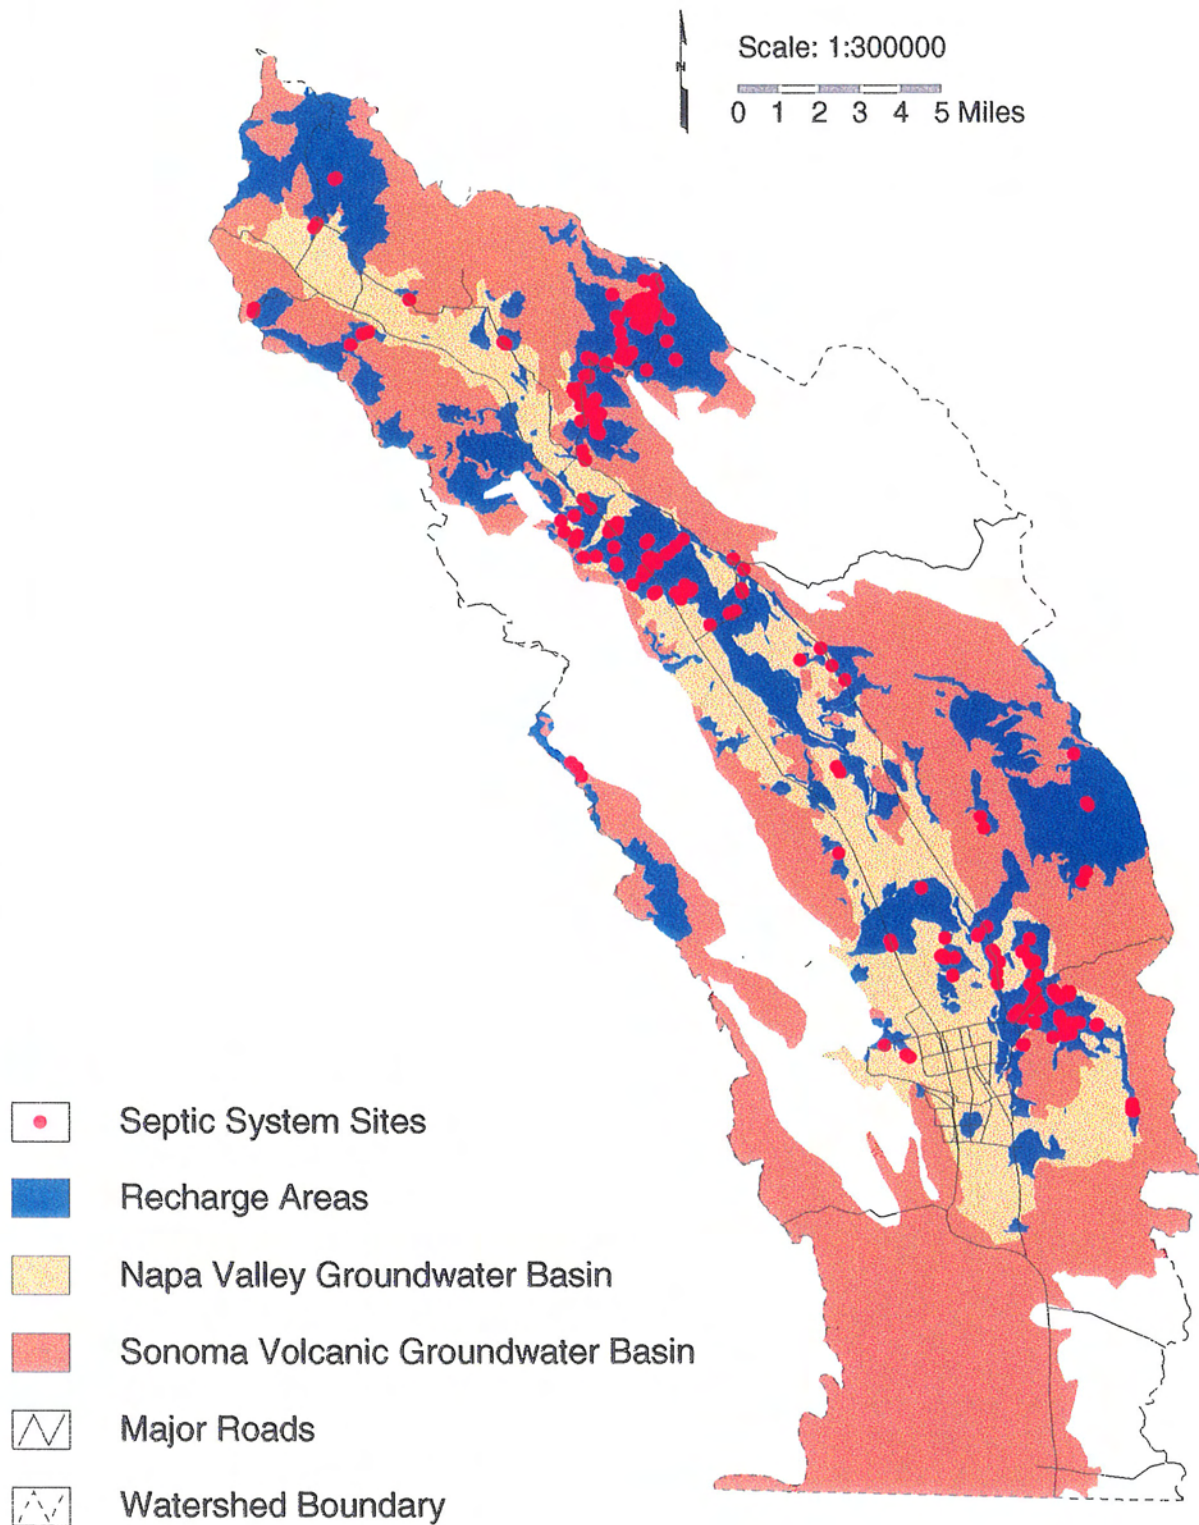 N
Scale: 1:300000
0 1 2 3 4 5 Miles
Septic System Sites
Recharge Areas
Napa Valley Groundwater Basin
Sonoma Volcanic Groundwater Basin
Major Roads
Watershed Boundary